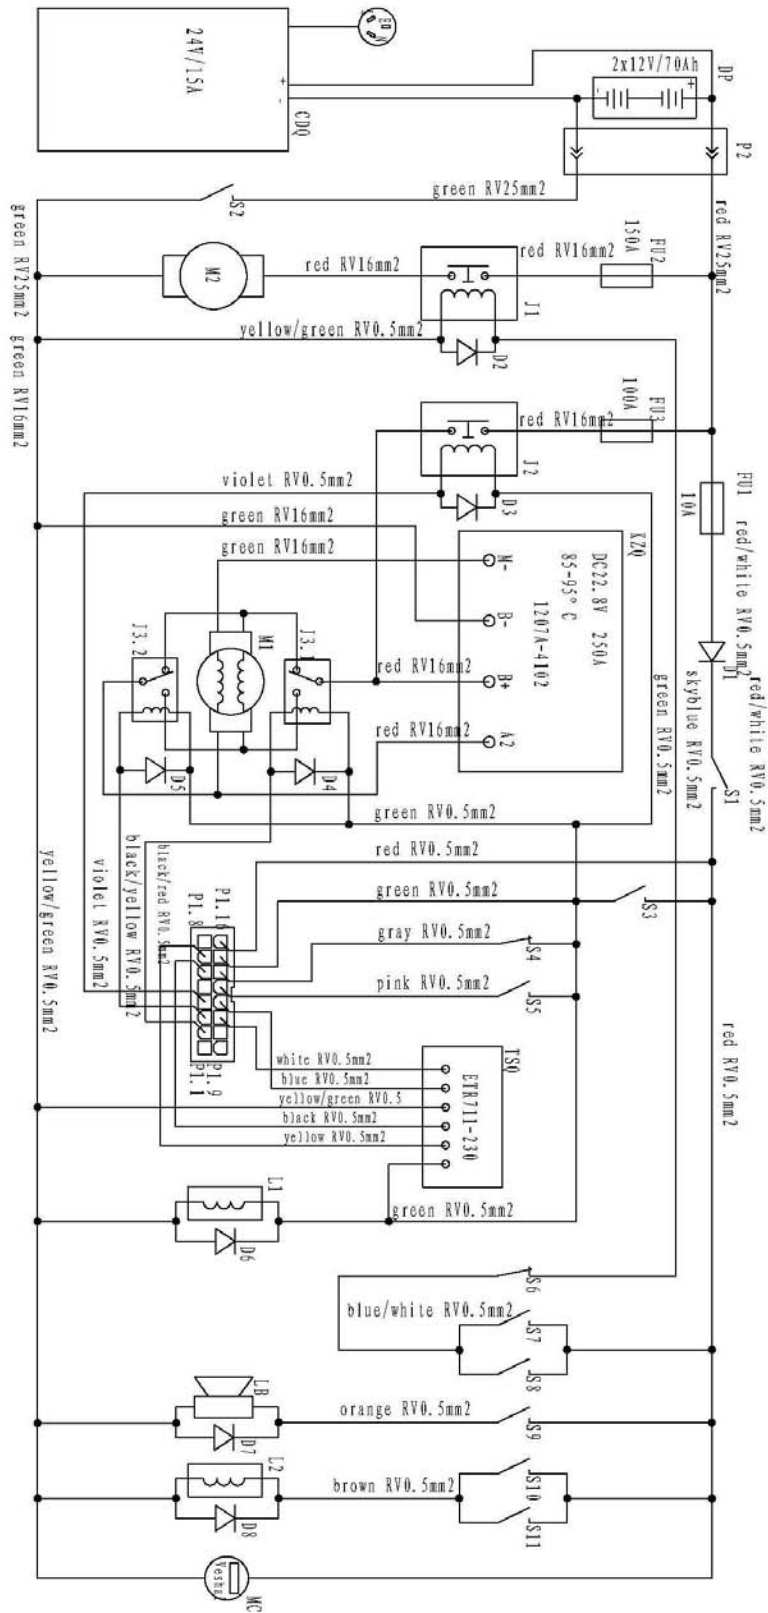 E
N
24V/15A
+
-
CDQ
DP
2x12V/70Ah
-
+
P2
green RV25mm2
S2
green RV25mm2
red RV25mm2
M2
red RV16mm2
red RV16mm2
FU2
150A
J1
yellow/green RV0.5mm2
D2
green RV16mm2
red RV16mm2
FU3
100A
J2
violet RV0.5mm2
D3
FU1
10A
green RV16mm2
green RV16mm2
KZQ
DC22.8V 250A
85-95°C
1207A-4102
M-
B-
B+
A2
J3.2
M1
J3.
red RV16mm2
red RV16mm2
red/white RV0.5mm2
D1
red/white RV0.5mm2
skyblue RV0.5mm2
green RV0.5mm2
S1
D5
D4
green RV0.5mm2
red RV0.5mm2
green RV0.5mm2
S3
gray RV0.5mm2
S4
pink RV0.5mm2
S5
black/red RV0.5mm2
black/yellow RV0.5mm2
violet RV0.5mm2
yellow/green RV0.5mm2
P1.16
P1.8
P1.9
P1.1
red RV0.5mm2
white RV0.5mm2
blue RV0.5mm2
yellow/green RV0.5
black RV0.5mm2
yellow RV0.5mm2
TSQ
ETR711-230
green RV0.5mm2
L1
D6
S6
blue/white RV0.5mm2
S7
S8
LB
D7
orange RV0.5mm2
S9
L2
D8
brown RV0.5mm2
S10
S11
MC